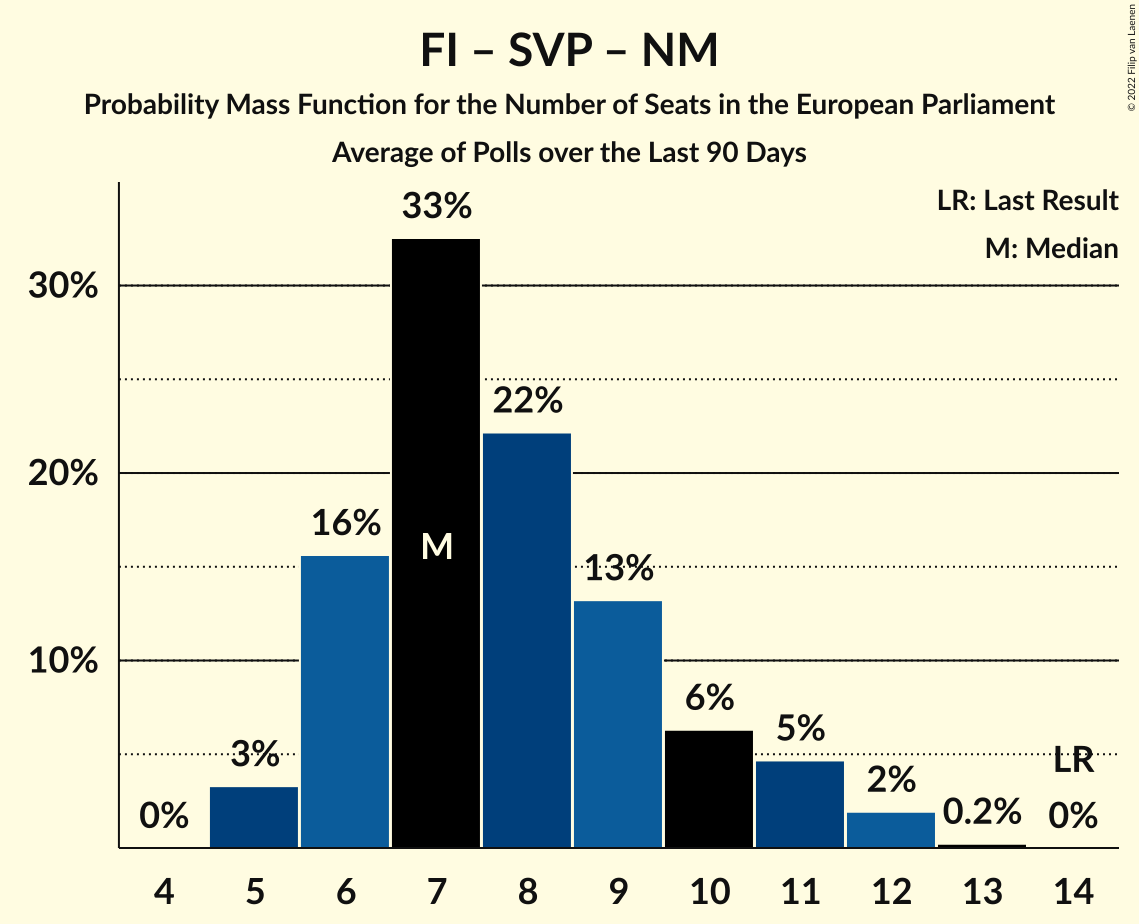 FI – SVP – NM
Probability Mass Function for the Number of Seats in the European Parliament
Average of Polls over the Last 90 Days
© 2022 Filip van Laenen
LR: Last Result
M: Median
33%
30%
22%
20%
16%
M
13%
10%
6%
5%
3%
LR
2%
0%
0.2%
0%
4 5 6 7 8 9 10 11 12 13 14